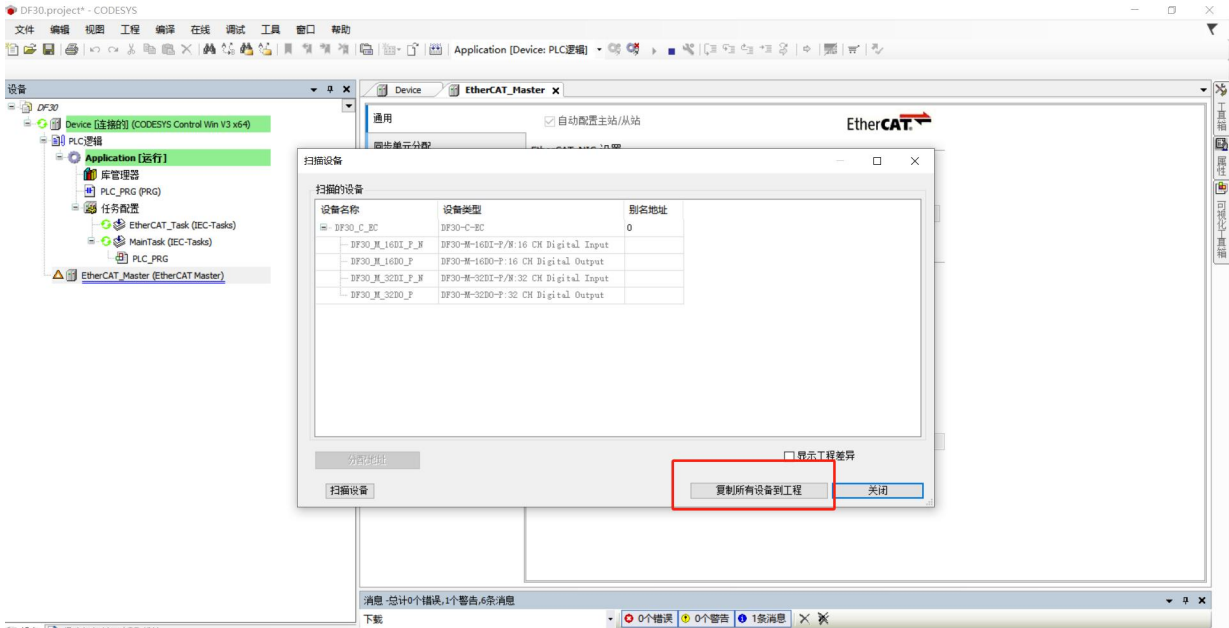 DF30.project* - CODESYS
文件 编辑 视图 工程 编译 在线 调试 工具 窗口 帮助
Application [Device: PLC逻辑]
设备
Device
EtherCAT_Master
DF30
Device [连接的] (CODESYS Control Win V3 x64)
PLC逻辑
Application [运行]
库管理器
PLC_PRG (PRG)
任务配置
EtherCAT_Task (IEC-Tasks)
MainTask (IEC-Tasks)
PLC_PRG
EtherCAT_Master (EtherCAT Master)
通用
自动配置主站/从站
EtherCAT
同步单元分配
扫描设备
扫描的设备
设备名称 设备类型 别名地址
DF30_C_EC DF30-C-EC 0
DF30_M_16DI_P_N DF30-M-16DI-P/N:16 CH Digital Input
DF30_M_16DO_P DF30-M-16DO-P:16 CH Digital Output
DF30_M_32DI_P_N DF30-M-32DI-P/N:32 CH Digital Input
DF30_M_32DO_P DF30-M-32DO-P:32 CH Digital Output
分配地址
显示工程差异
扫描设备
复制所有设备到工程
关闭
消息 -总计0个错误,1个警告,6条消息
下载
0个错误 0个警告 1条消息
工具箱
属性
可视化工具箱